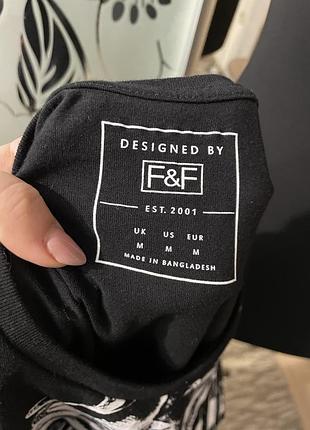 DESIGNED BY
F&F
EST. 2001
UK US EUR
M M M
MADE IN BANGLADESH